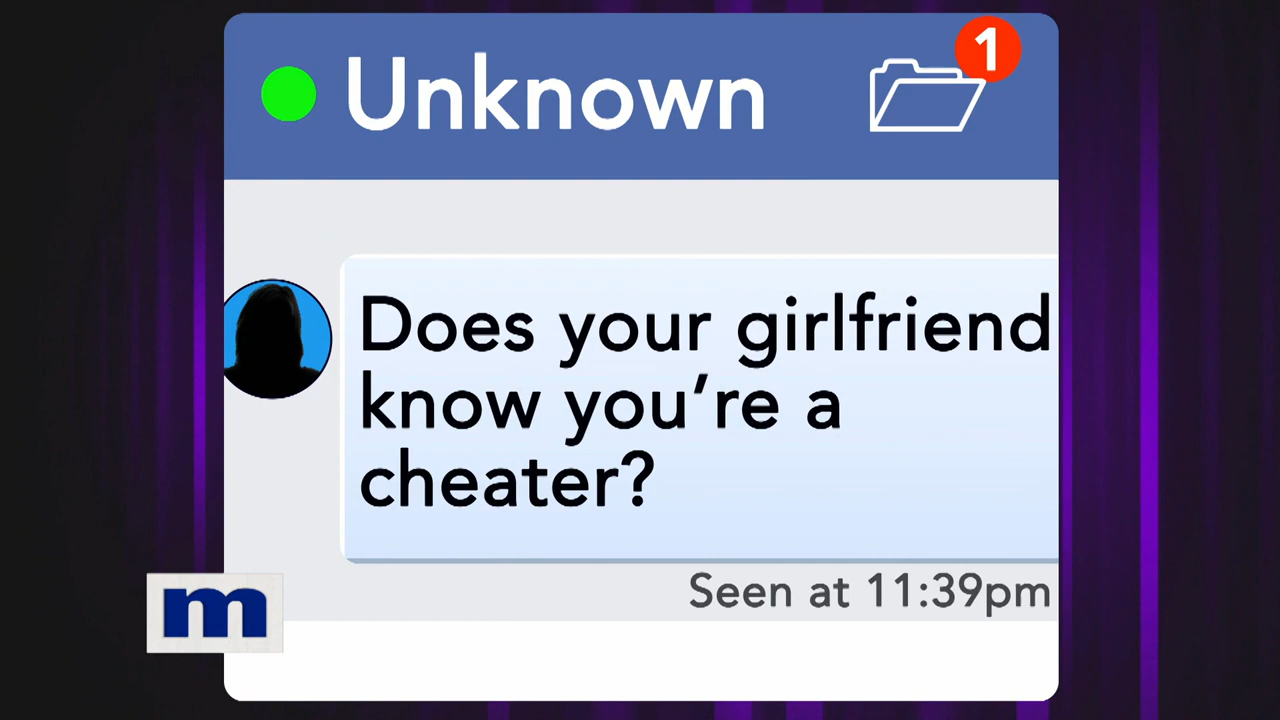 Unknown
1
Does your girlfriend
know you’re a
cheater?
Seen at 11:39pm
m